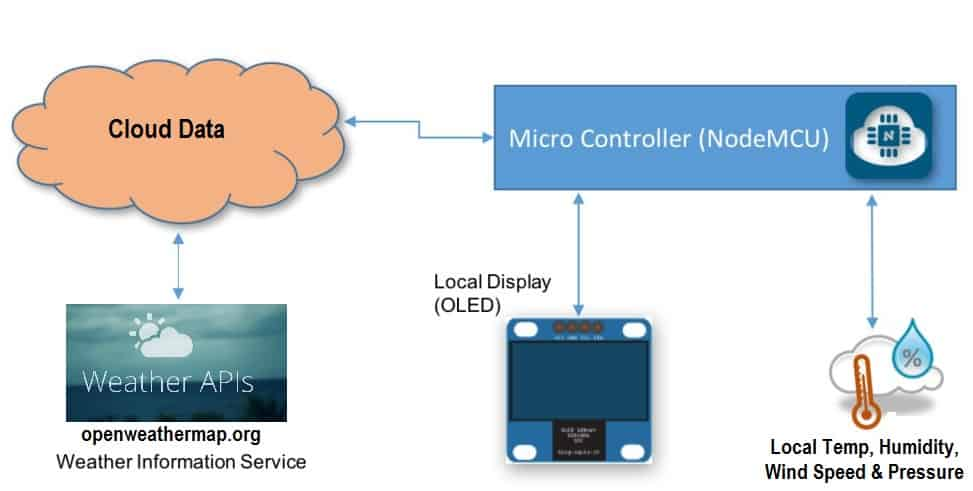 Cloud Data
Micro Controller (NodeMCU)
Local Display
(OLED)
Weather APIs
openweathermap.org
Weather Information Service
%
Local Temp, Humidity,
Wind Speed & Pressure